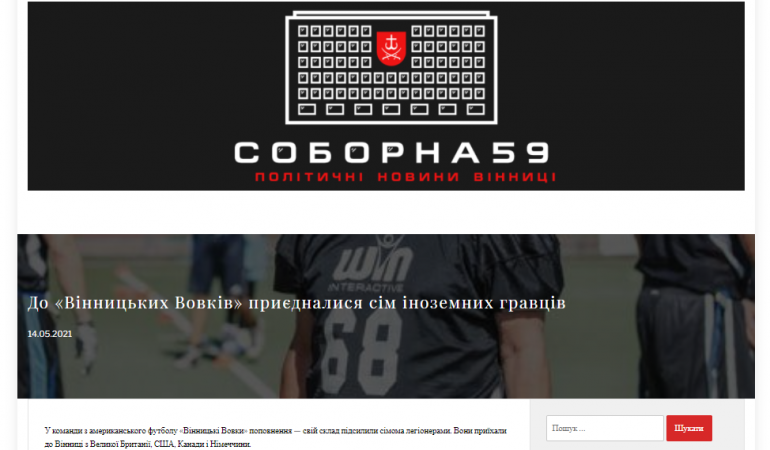 СОБОРНА59
ПОЛІТИЧНІ НОВИНИ ВІННИЦІ
WIN
INTERACTIVE
До «Вінницьких Вовків» приєдналися сім іноземних гравців
68
14.05.2021
У команди з американського футболу «Вінницькі Вовки» поповнення — свій склад підсилили сімома легіонерами. Вони приїхали
до Вінниці з Великої Британії, США, Канади і Німеччини.
Пошук …
Шукати